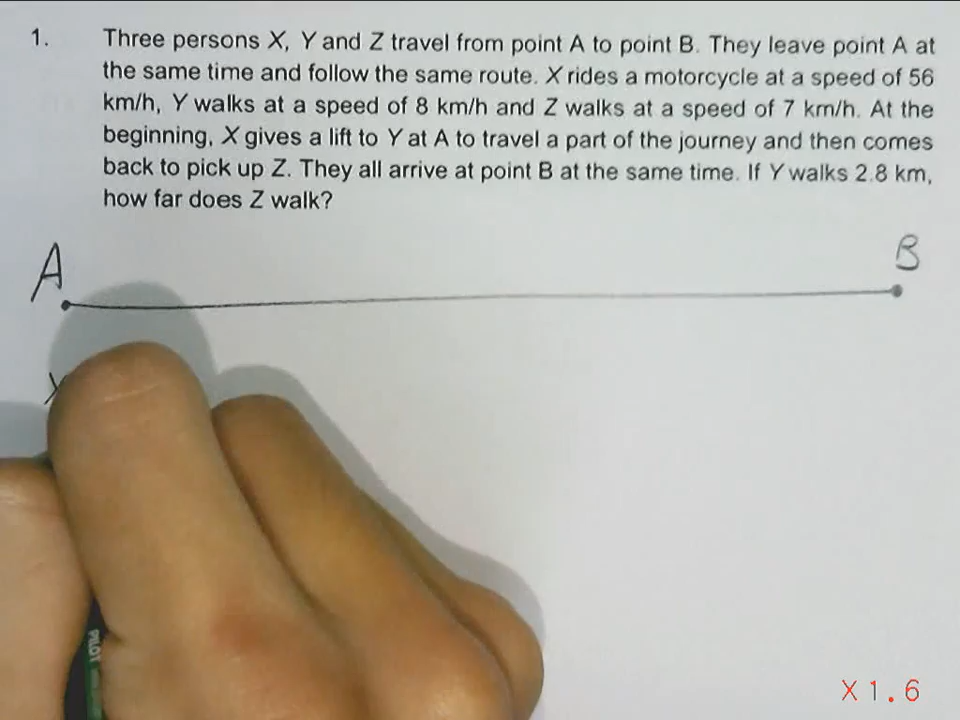 1. Three persons X, Y and Z travel from point A to point B. They leave point A at
the same time and follow the same route. X rides a motorcycle at a speed of 56
km/h, Y walks at a speed of 8 km/h and Z walks at a speed of 7 km/h. At the
beginning, X gives a lift to Y at A to travel a part of the journey and then comes
back to pick up Z. They all arrive at point B at the same time. If Y walks 2.8 km,
how far does Z walk?
A B
X
PILOT
X1.6